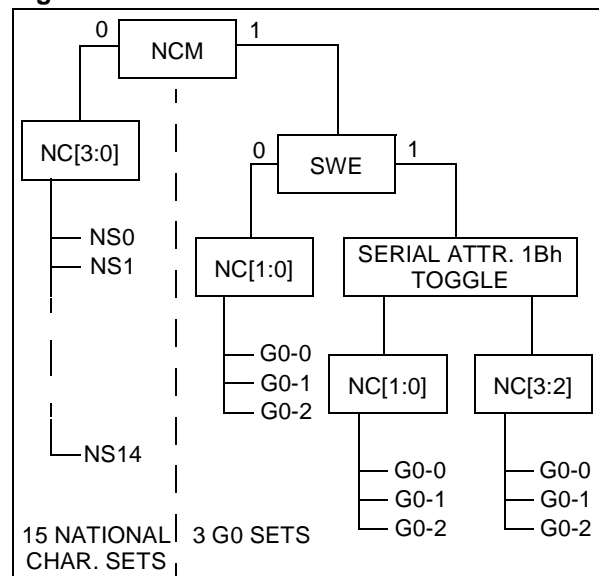 0
NCM
1
NC[3:0]
NS0
NS1
NS14
0
SWE
1
NC[1:0]
G0-0
G0-1
G0-2
SERIAL ATTR. 1Bh
TOGGLE
NC[1:0]
G0-0
G0-1
G0-2
NC[3:2]
G0-0
G0-1
G0-2
15 NATIONAL
CHAR. SETS
3 G0 SETS